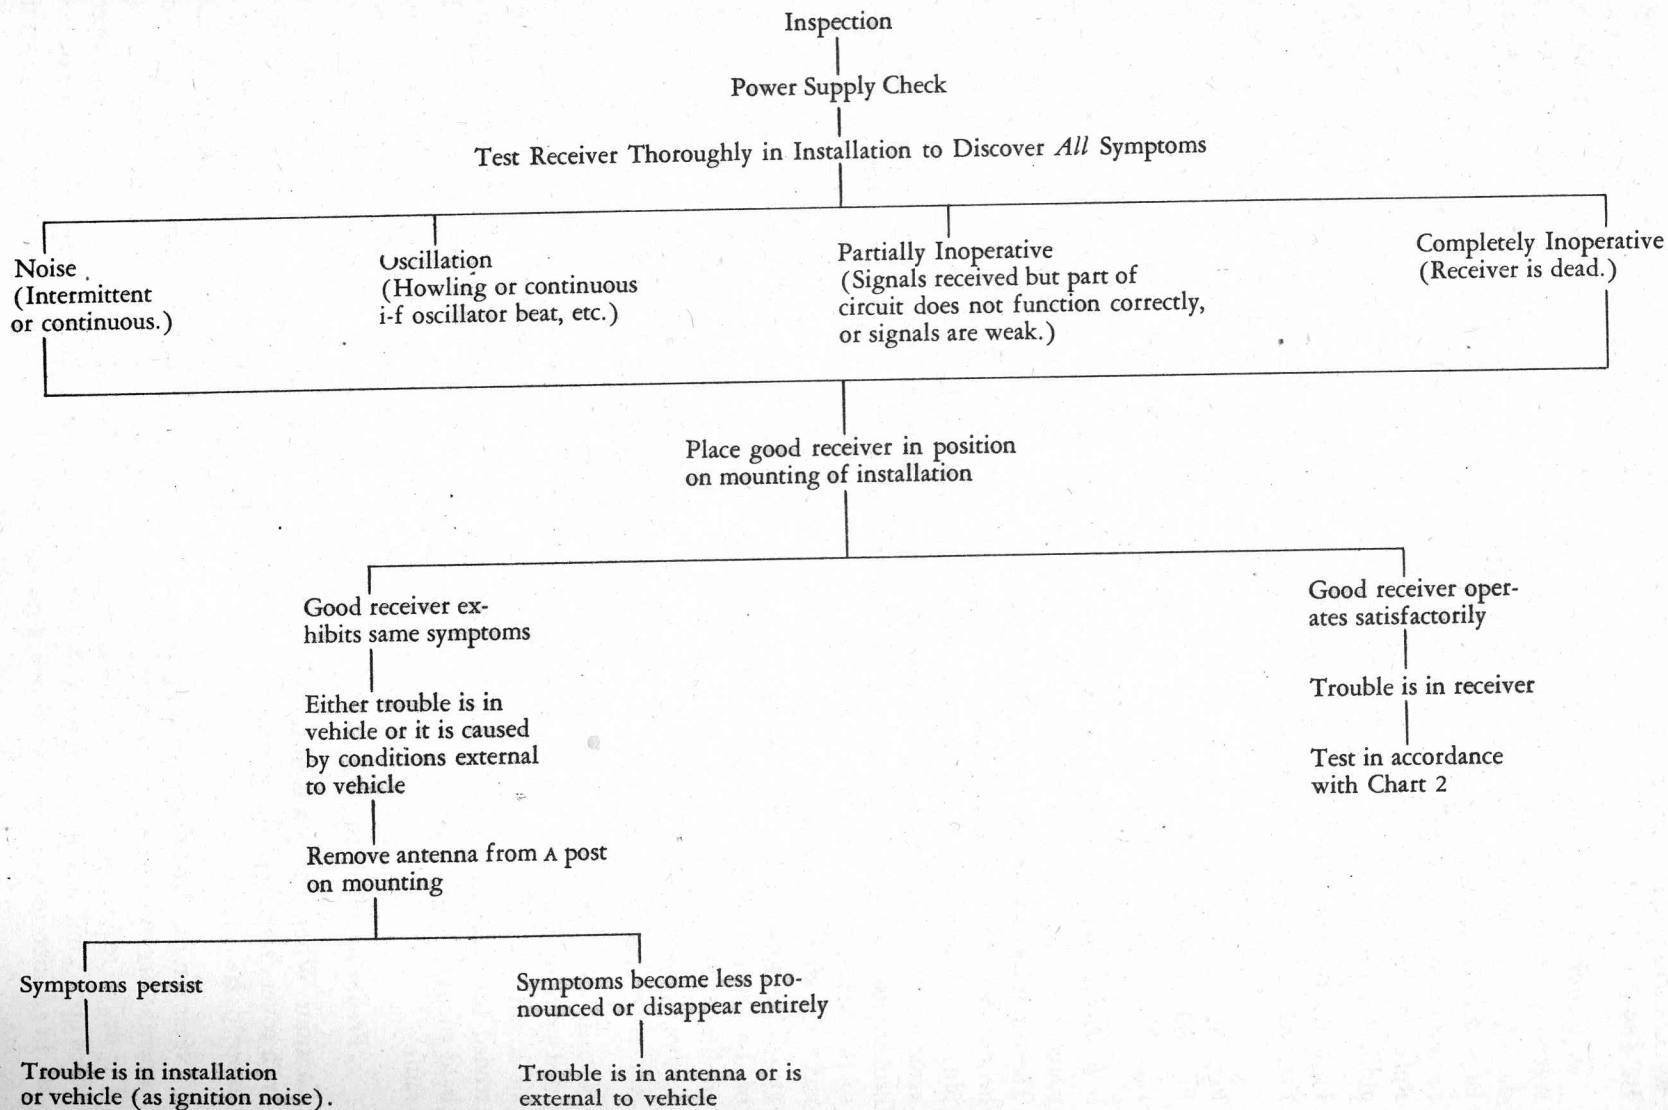 Inspection
Power Supply Check
Test Receiver Thoroughly in Installation to Discover All Symptoms
Noise
(Intermittent
or continuous.)
Oscillation
(Howling or continuous
i-f oscillator beat, etc.)
Partially Inoperative
(Signals received but part of
circuit does not function correctly,
or signals are weak.)
Completely Inoperative
(Receiver is dead.)
Place good receiver in position
on mounting of installation
Good receiver ex-
hibits same symptoms
Either trouble is in
vehicle or it is caused
by conditions external
to vehicle
Remove antenna from A post
on mounting
Symptoms persist
Trouble is in installation
or vehicle (as ignition noise).
Symptoms become less pro-
nounced or disappear entirely
Trouble is in antenna or is
external to vehicle
Good receiver oper-
ates satisfactorily
Trouble is in receiver
Test in accordance
with Chart 2